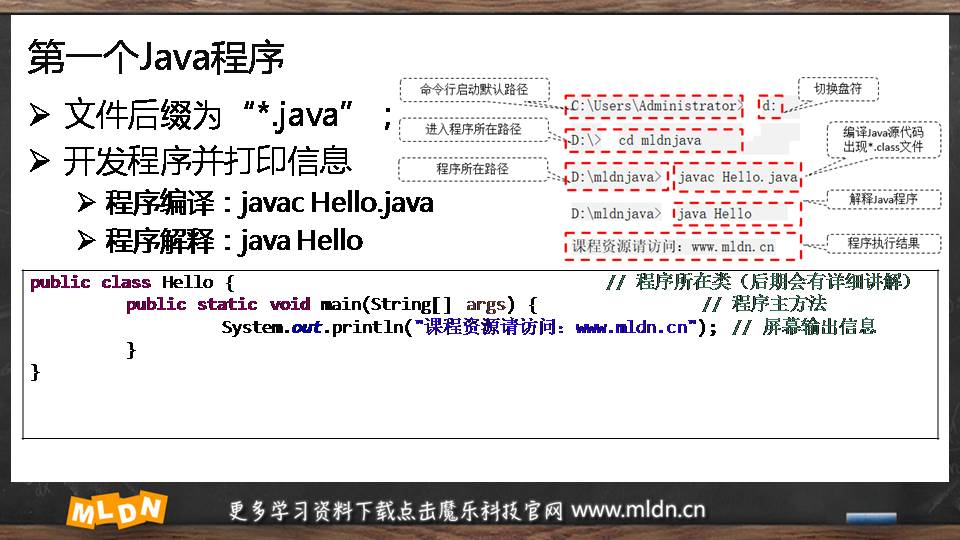 第一个Java程序
文件后缀为“*.java”；
开发程序并打印信息
程序编译：javac Hello.java
程序解释：java Hello
命令行启动默认路径
C:\Users\Administrator> d:
切换盘符
进入程序所在路径
D:\> cd mldnjava
编译Java源代码
出现*.class文件
程序所在路径
D:\mldnjava> javac Hello.java
D:\mldnjava> java Hello
解释Java程序
课程资源请访问：www.mldn.cn
程序执行结果
public class Hello { // 程序所在类（后期会有详细讲解）
public static void main(String[] args) { // 程序主方法
System.out.println("课程资源请访问：www.mldn.cn"); // 屏幕输出信息
}
}
MLDN
更多学习资料下载点击魔乐科技官网 www.mldn.cn